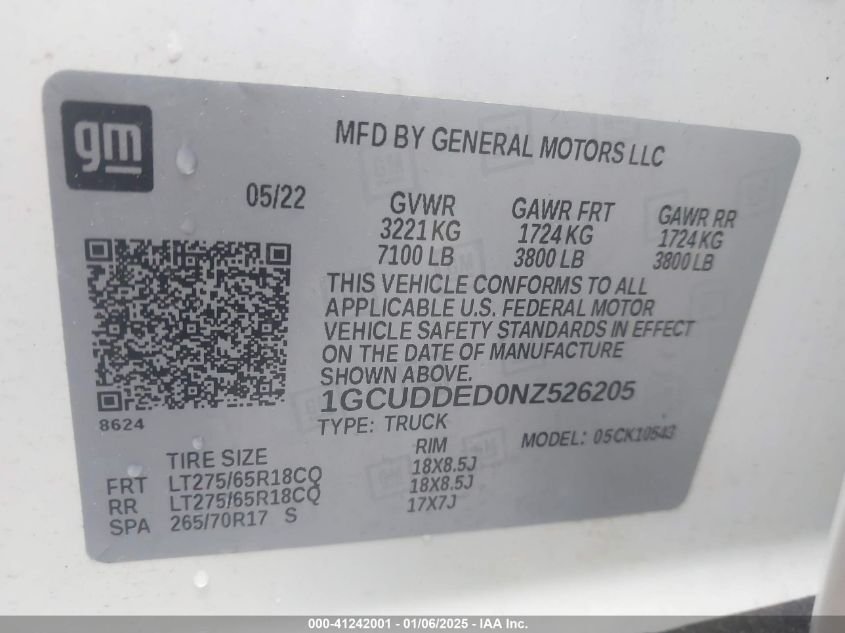 gm
MFD BY GENERAL MOTORS LLC
05/22
GVWR GAWR FRT GAWR RR
3221 KG 1724 KG 1724 KG
7100 LB 3800 LB 3800 LB
THIS VEHICLE CONFORMS TO ALL
APPLICABLE U.S. FEDERAL MOTOR
VEHICLE SAFETY STANDARDS IN EFFECT
ON THE DATE OF MANUFACTURE
SHOWN ABOVE.
1GCUDDED0NZ526205
8624
TYPE: TRUCK MODEL: 05CK10543
TIRE SIZE RIM
FRT LT275/65R18CQ 18X8.5J
RR LT275/65R18CQ 18X8.5J
SPA 265/70R17 S 17X7J
000-41242001 - 01/06/2025 - IAA Inc.